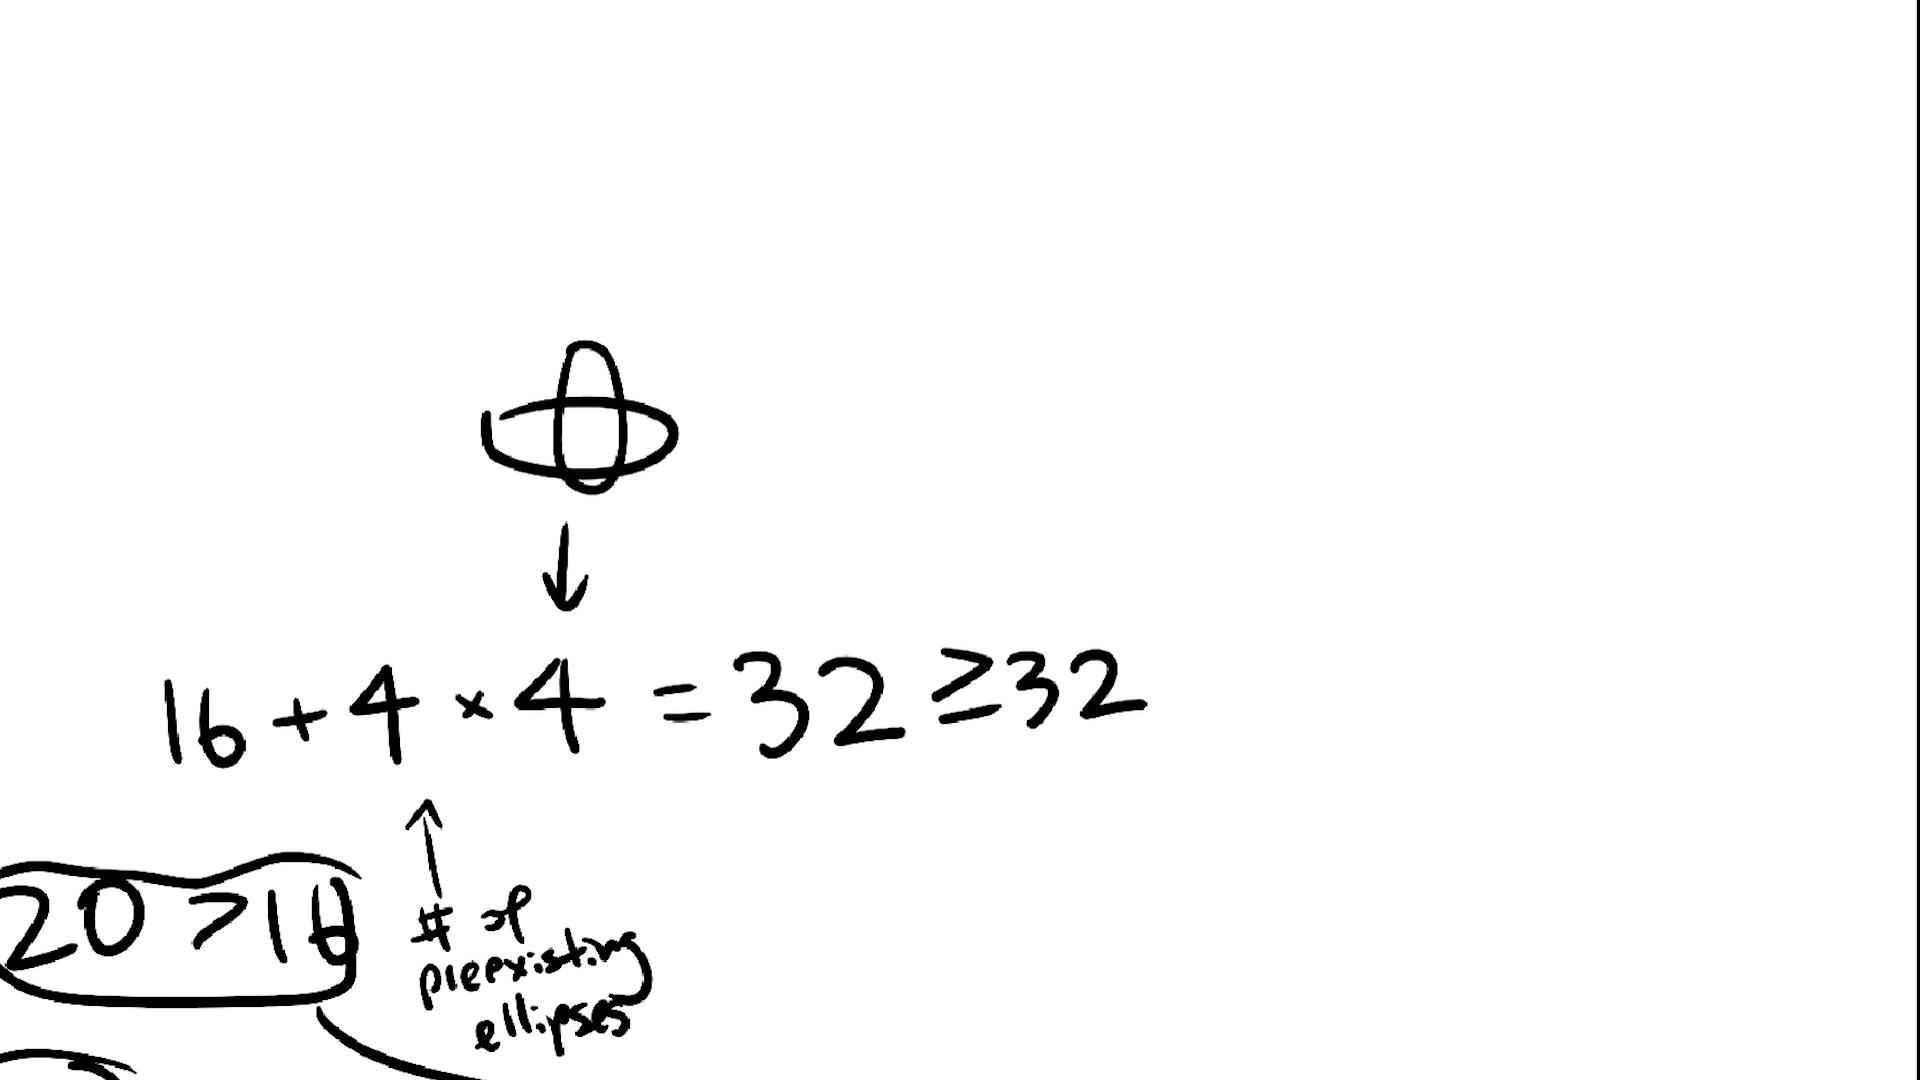 16 + 4 × 4 = 32 ≥ 32
20 > 16
# of
preexisting
ellipses